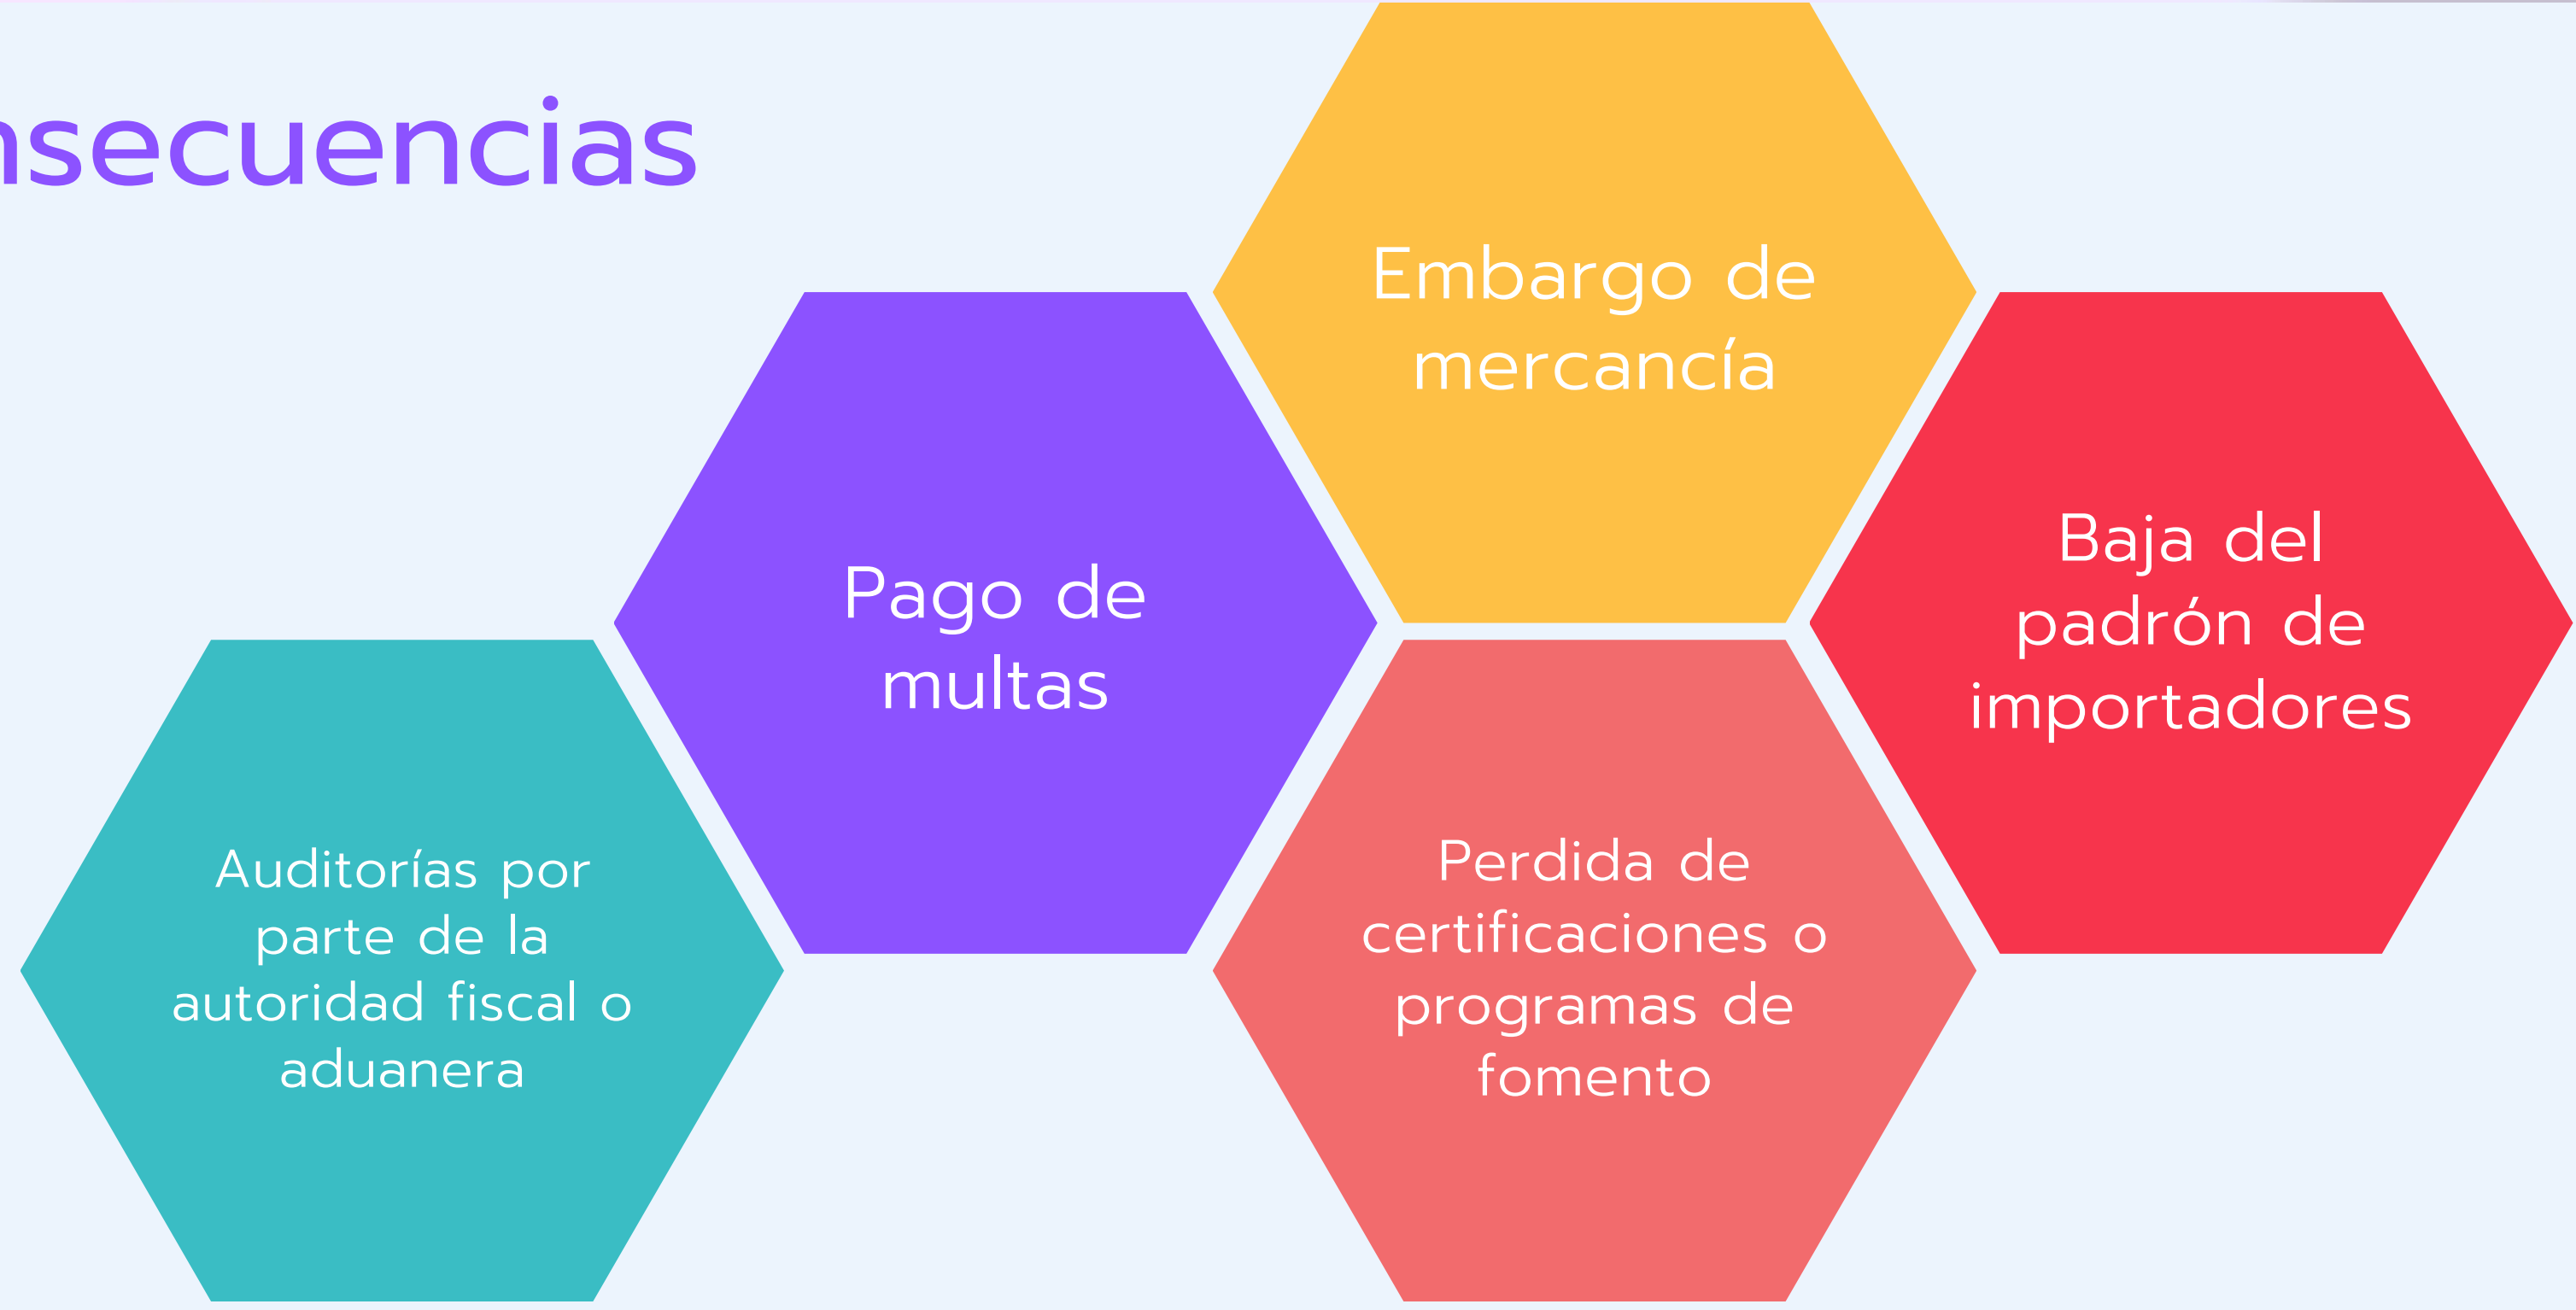 nsecuencias
Embargo de
mercancía
Pago de
multas
Baja del
padrón de
importadores
Auditorías por
parte de la
autoridad fiscal o
aduanera
Perdida de
certificaciones o
programas de
fomento